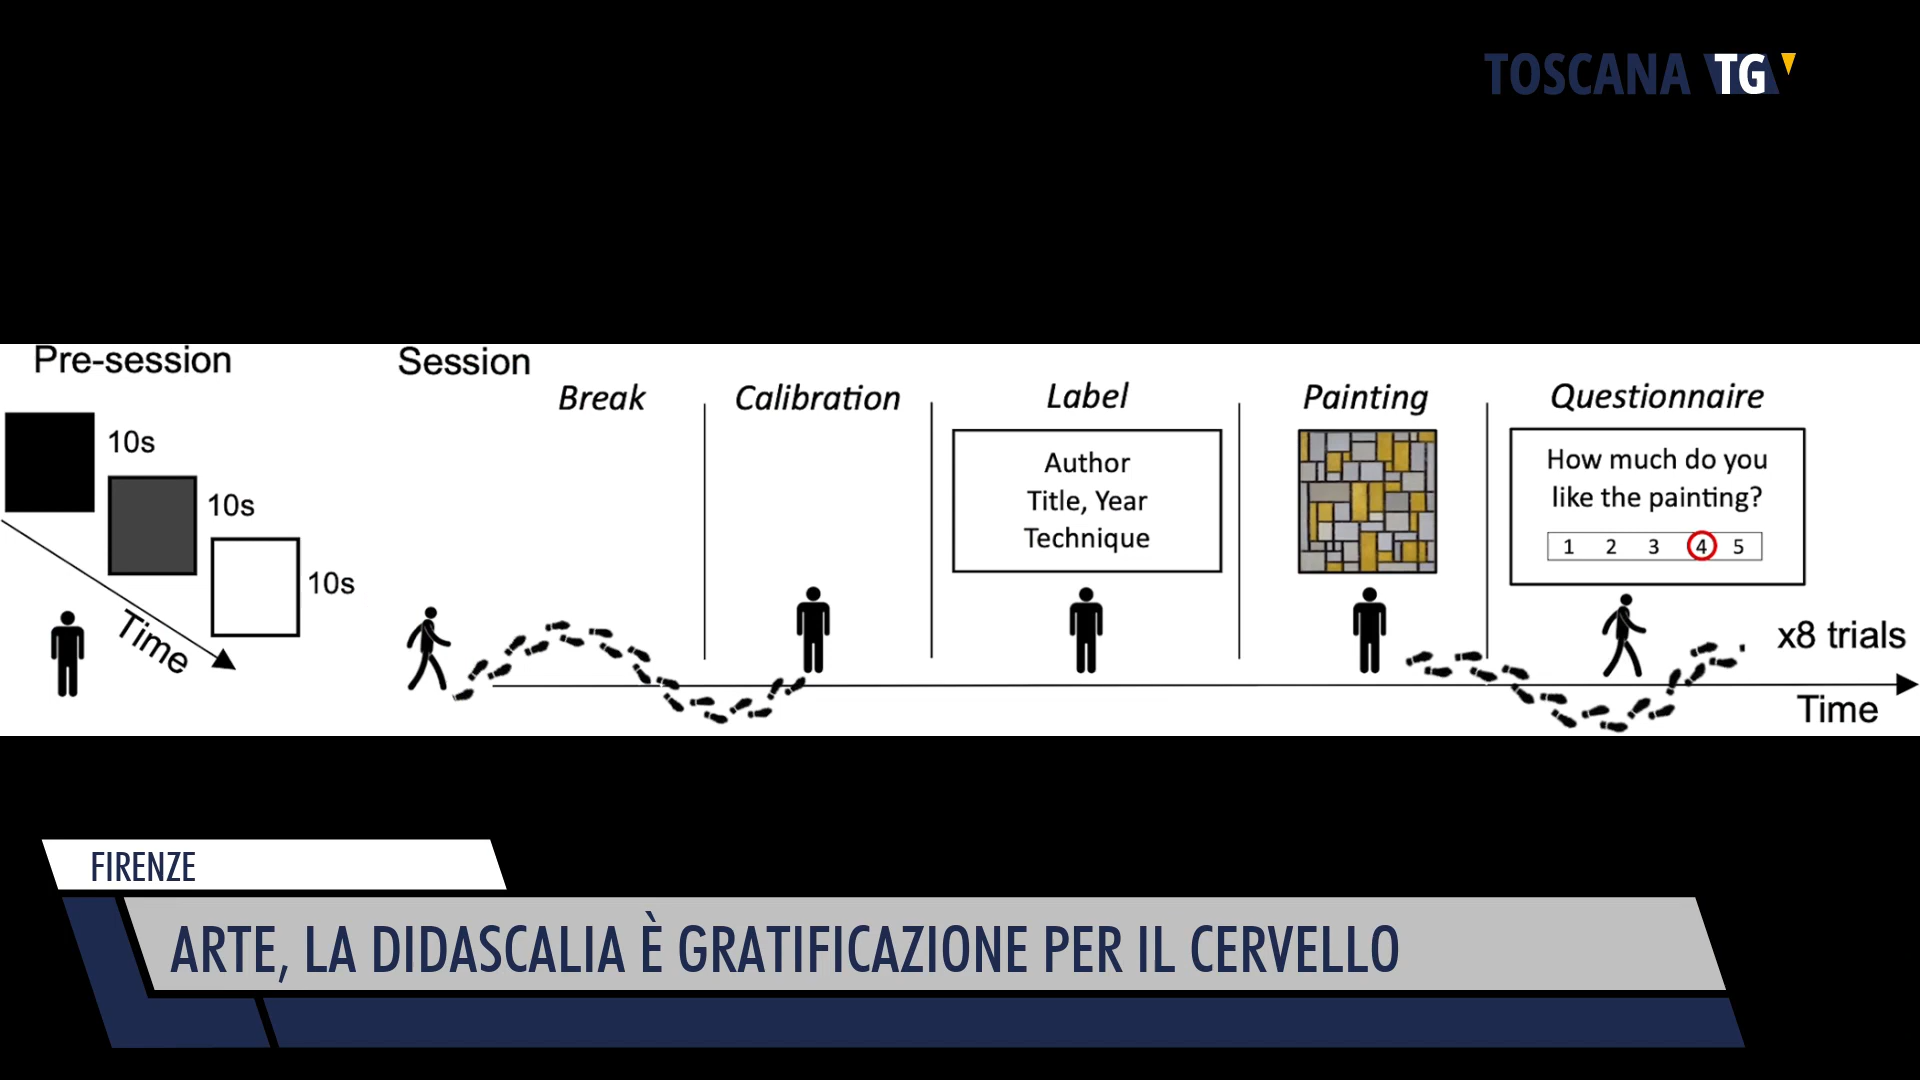 TOSCANA TG
Pre-session
Session
Break
Calibration
Label
Painting
Questionnaire
10s
10s
10s
Time
Author
Title, Year
Technique
How much do you
like the painting?
1 2 3 4 5
x8 trials
Time
FIRENZE
ARTE, LA DIDASCALIA È GRATIFICAZIONE PER IL CERVELLO